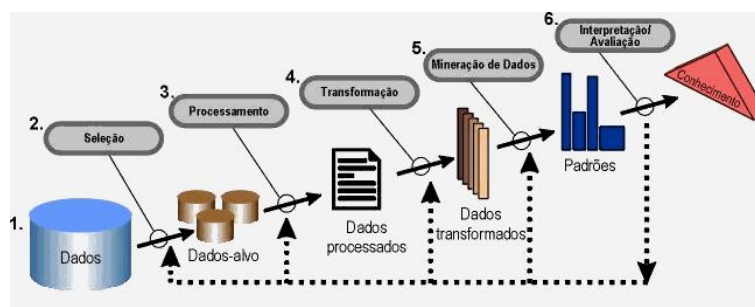 1.
Dados
2.
Seleção
Dados-alvo
3.
Processamento
Dados
processados
4.
Transformação
Dados
transformados
5.
Mineração de Dados
Padrões
6.
Interpretação/
Avaliação
Conhecimento